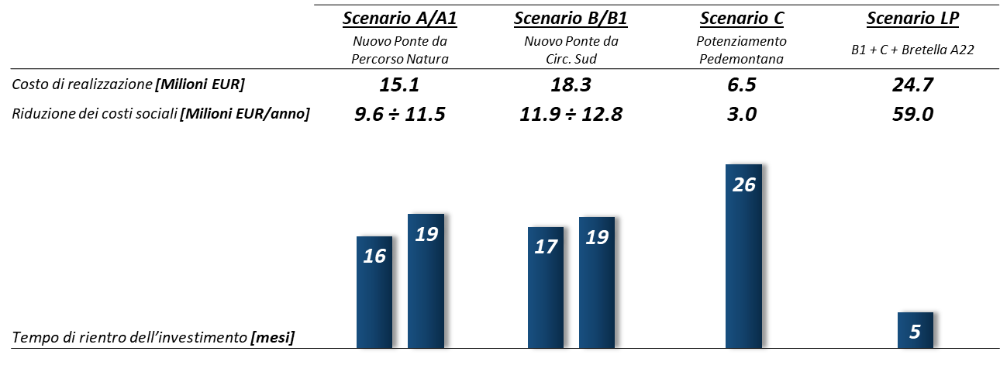 Scenario A/A1 Scenario B/B1 Scenario C Scenario LP
Nuovo Ponte da Nuovo Ponte da Potenziamento
Percorso Natura Circ. Sud Pedemontana B1 + C + Bretella A22
Costo di realizzazione [Milioni EUR] 15.1 18.3 6.5 24.7
Riduzione dei costi sociali [Milioni EUR/anno] 9.6 ÷ 11.5 11.9 ÷ 12.8 3.0 59.0
16 19 17 19 26 5
Tempo di rientro dell’investimento [mesi]